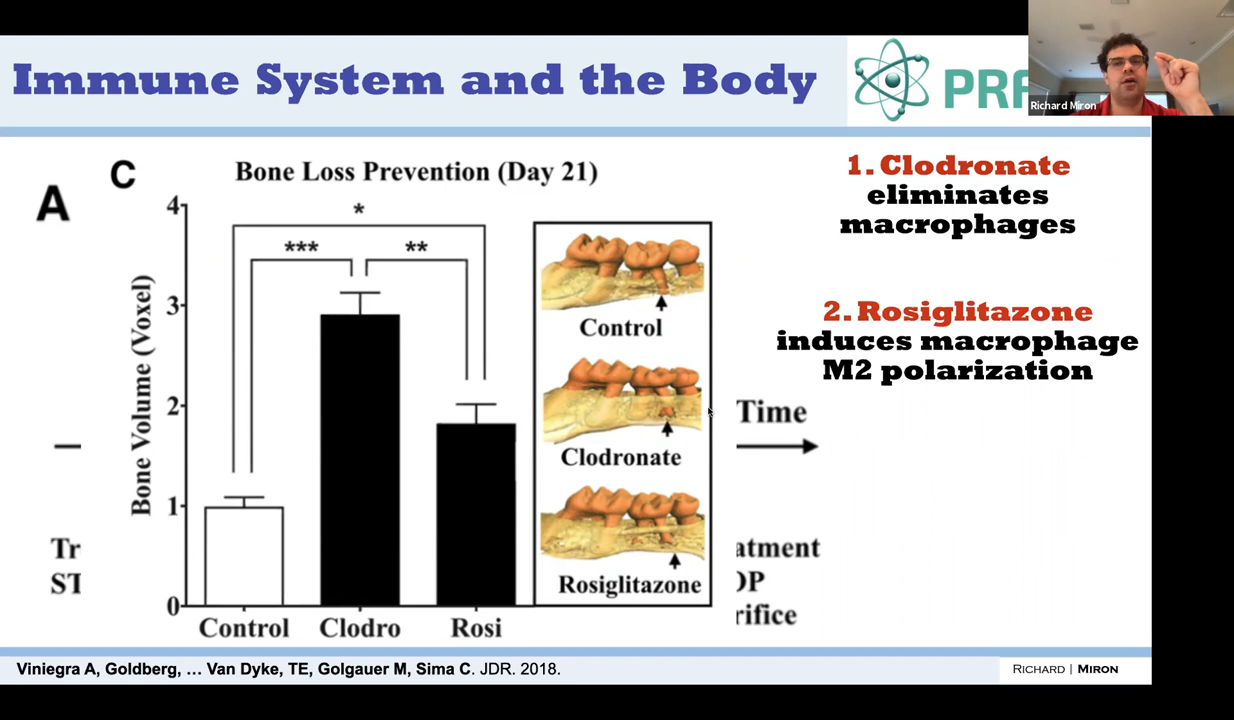 Immune System and the Body
PRF
Richard Miron
C
Bone Loss Prevention (Day 21)
A
Bone Volume (Voxel)
4
3
2
1
0
*
***
**
Control
Clodro
Rosi
Control
Clodronate
Rosiglitazone
1. Clodronate
eliminates
macrophages
2. Rosiglitazone
induces macrophage
M2 polarization
Time
Tr
ST
atment
OP
rifice
Viniegra A, Goldberg, ... Van Dyke, TE, Golgauer M, Sima C. JDR. 2018.
RICHARD | MIRON